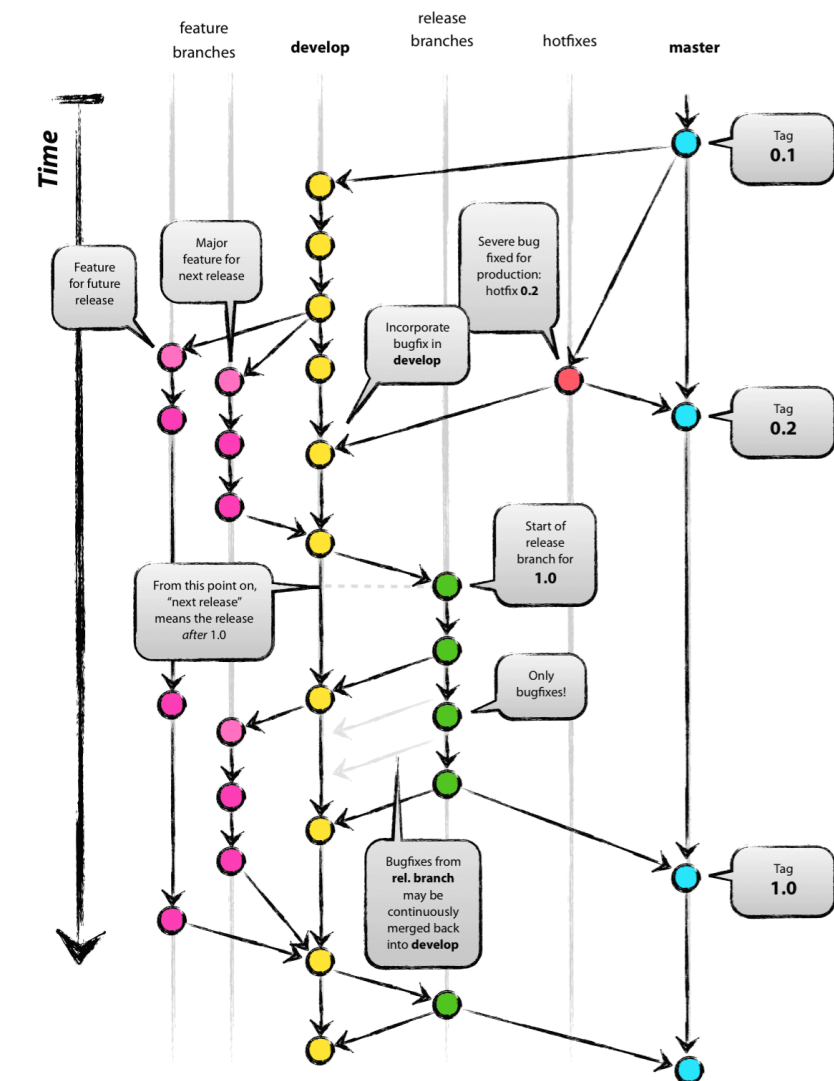 feature
branches
develop
release
branches
hotfixes
master
Time
Tag
0.1
Major
feature for
next release
Severe bug
fixed for
production:
hotfix 0.2
Feature
for future
release
Incorporate
bugfix in
develop
Tag
0.2
Start of
release
branch for
1.0
From this point on,
“next release”
means the release
after 1.0
Only
bugfixes!
Bugfixes from
rel. branch
may be
continuously
merged back
into develop
Tag
1.0